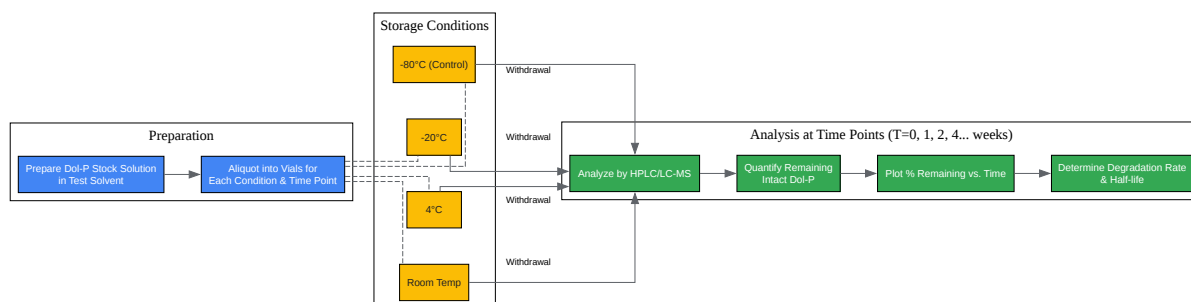 Preparation
Prepare Dol-P Stock Solution
in Test Solvent
Aliquot into Vials for
Each Condition & Time Point
Storage Conditions
-80°C (Control)
-20°C
4°C
Room Temp
Withdrawal
Withdrawal
Withdrawal
Withdrawal
Analysis at Time Points (T=0, 1, 2, 4... weeks)
Analyze by HPLC/LC-MS
Quantify Remaining
Intact Dol-P
Plot % Remaining vs. Time
Determine Degradation Rate
& Half-life